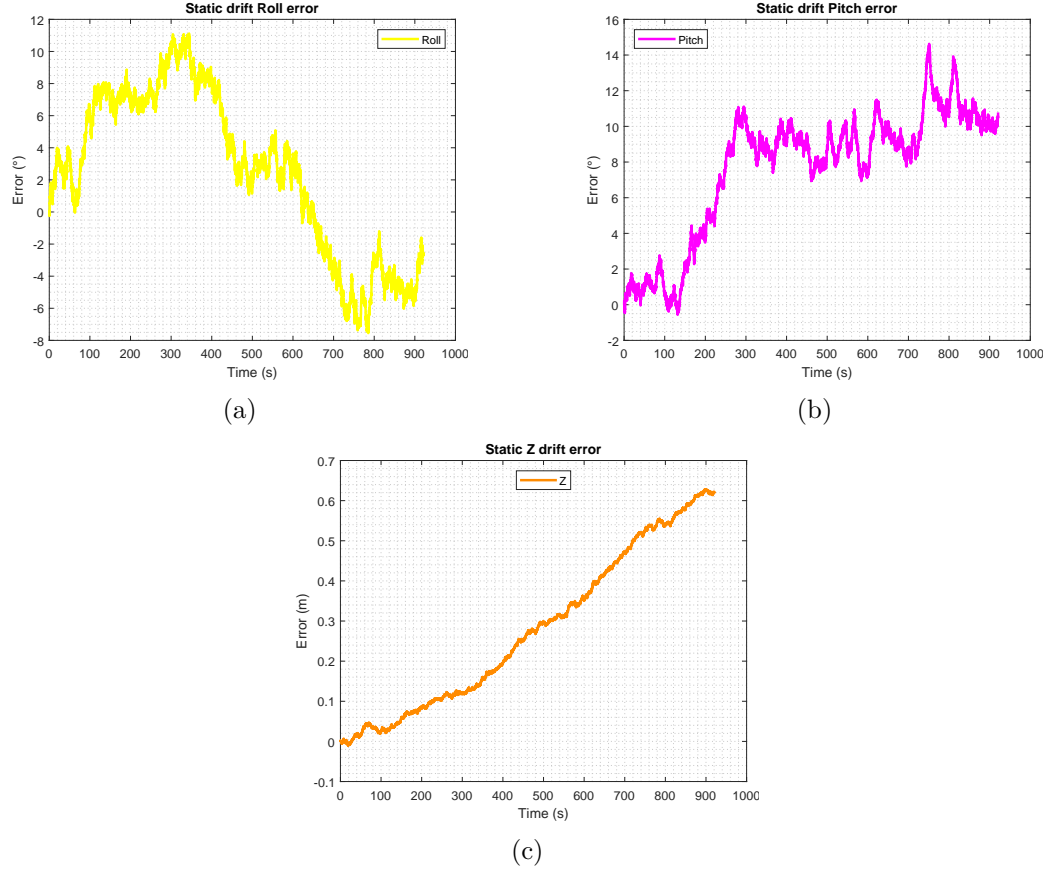 Static drift Roll error
12
10
8
6
4
2
0
-2
-4
-6
-8
Error (°)
Roll
0 100 200 300 400 500 600 700 800 900 1000
Time (s)
(a)
Static drift Pitch error
16
14
12
10
8
6
4
2
0
-2
Error (°)
Pitch
0 100 200 300 400 500 600 700 800 900 1000
Time (s)
(b)
Static Z drift error
0.7
0.6
0.5
0.4
0.3
0.2
0.1
0
-0.1
Error (m)
Z
0 100 200 300 400 500 600 700 800 900 1000
Time (s)
(c)